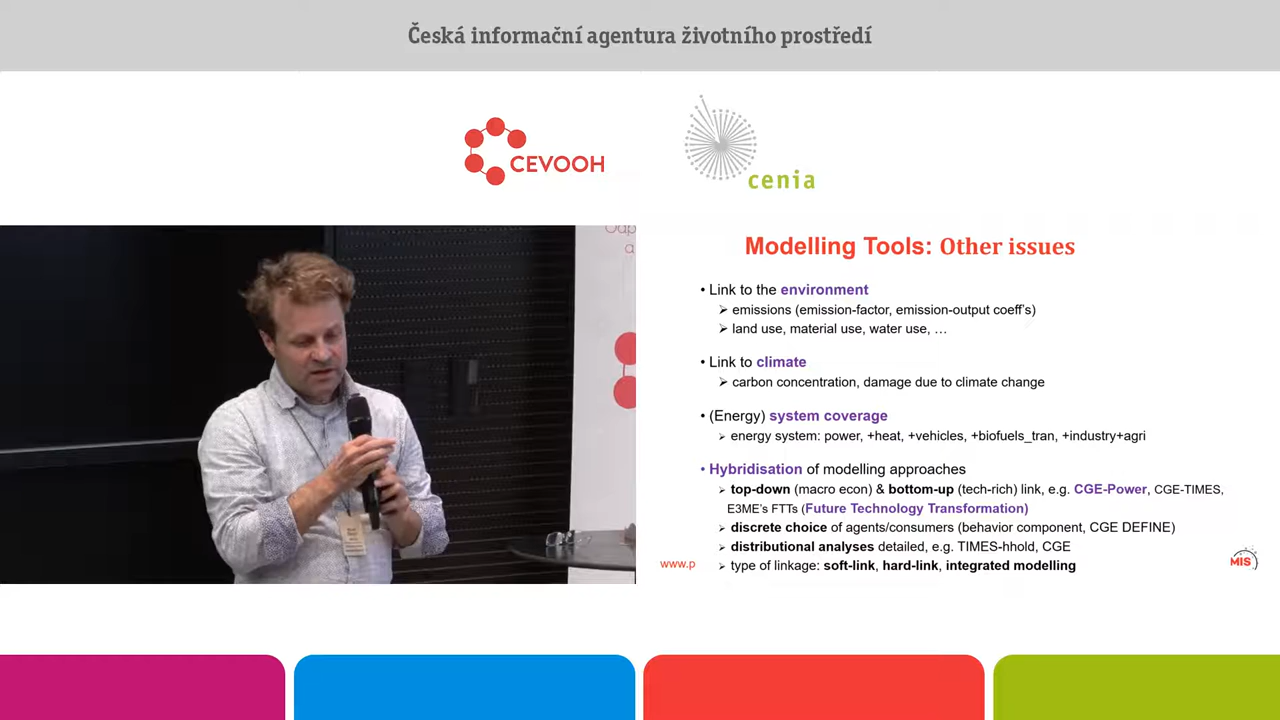 Česká informační agentura životního prostředí
CEVOOH
cenia
Odp
a
Modelling Tools: Other issues
• Link to the environment
➢ emissions (emission-factor, emission-output coeff's)
➢ land use, material use, water use, …
• Link to climate
➢ carbon concentration, damage due to climate change
• (Energy) system coverage
➢ energy system: power, +heat, +vehicles, +biofuels_tran, +industry+agri
• Hybridisation of modelling approaches
➢ top-down (macro econ) & bottom-up (tech-rich) link, e.g. CGE-Power, CGE-TIMES,
E3ME's FTTs (Future Technology Transformation)
➢ discrete choice of agents/consumers (behavior component, CGE DEFINE)
➢ distributional analyses detailed, e.g. TIMES-hhold, CGE
➢ type of linkage: soft-link, hard-link, integrated modelling
www.p
MIS